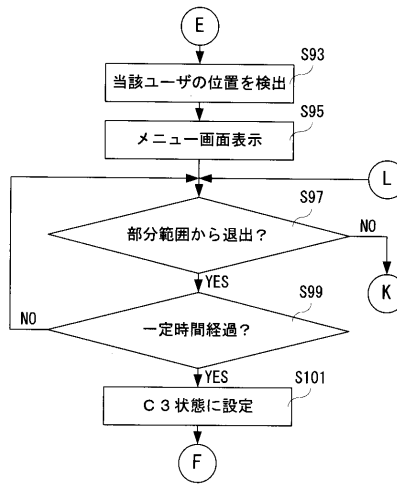 E
S93
当該ユーザの位置を検出
S95
メニュー画面表示
L
S97
部分範囲から退出?
NO
K
YES
S99
一定時間経過?
NO
YES
S101
C3状態に設定
F